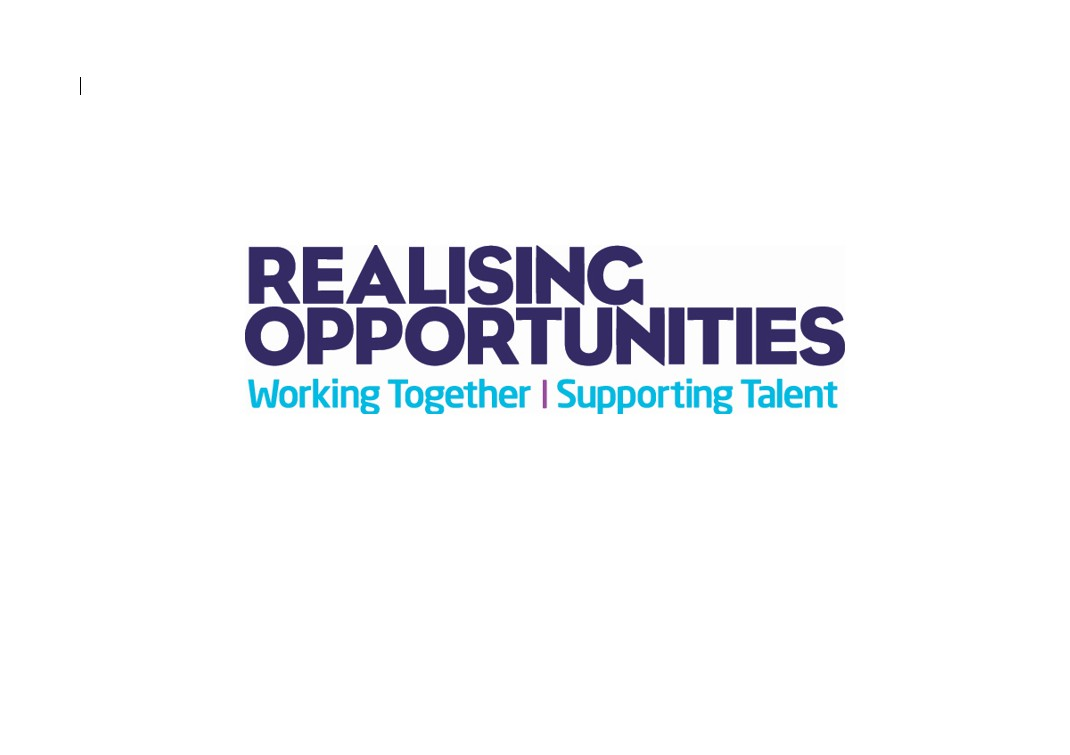 REALISING
OPPORTUNITIES
Working Together | Supporting Talent